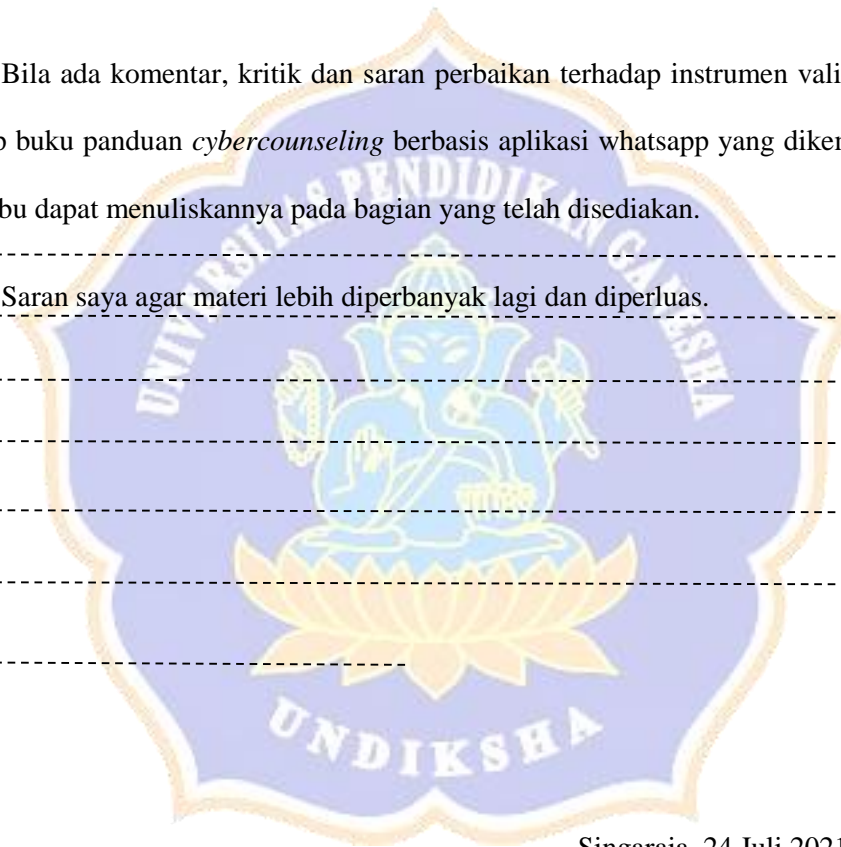 Bila ada komentar, kritik dan saran perbaikan terhadap instrumen vali
buku panduan cybercounseling berbasis aplikasi whatsapp yang
bu dapat menuliskannya pada bagian yang telah disediakan.
Saran saya agar materi lebih diperbanyak lagi dan diperluas.
UNIVERSITAS PENDIDIKAN GANESHA
UNDIKSHA
Singaraja, 24 Juli 2021